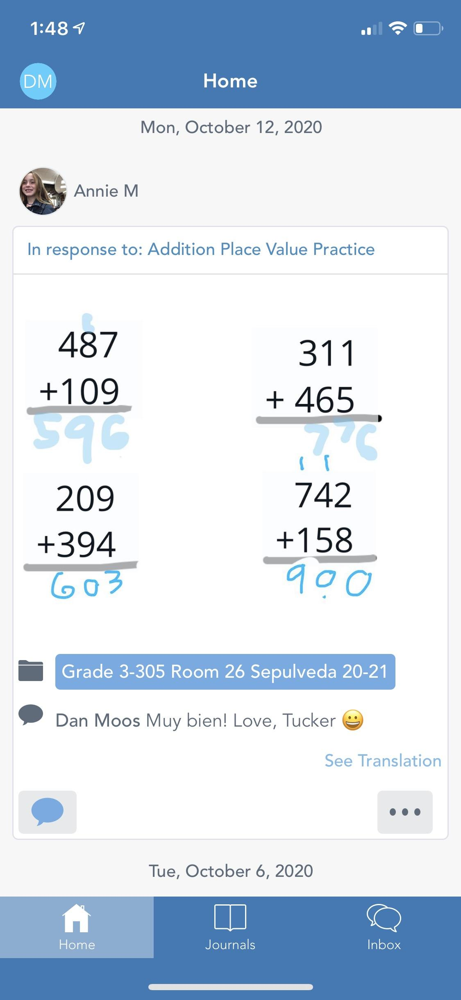 1:48
DM
Home
Mon, October 12, 2020
Annie M
In response to: Addition Place Value Practice
487
+109
596
311
+ 465
776
209
+394
603
1 1
742
+158
900
Grade 3-305 Room 26 Sepulveda 20-21
Dan Moos Muy bien! Love, Tucker 😀
See Translation
Tue, October 6, 2020
Home
Journals
Inbox